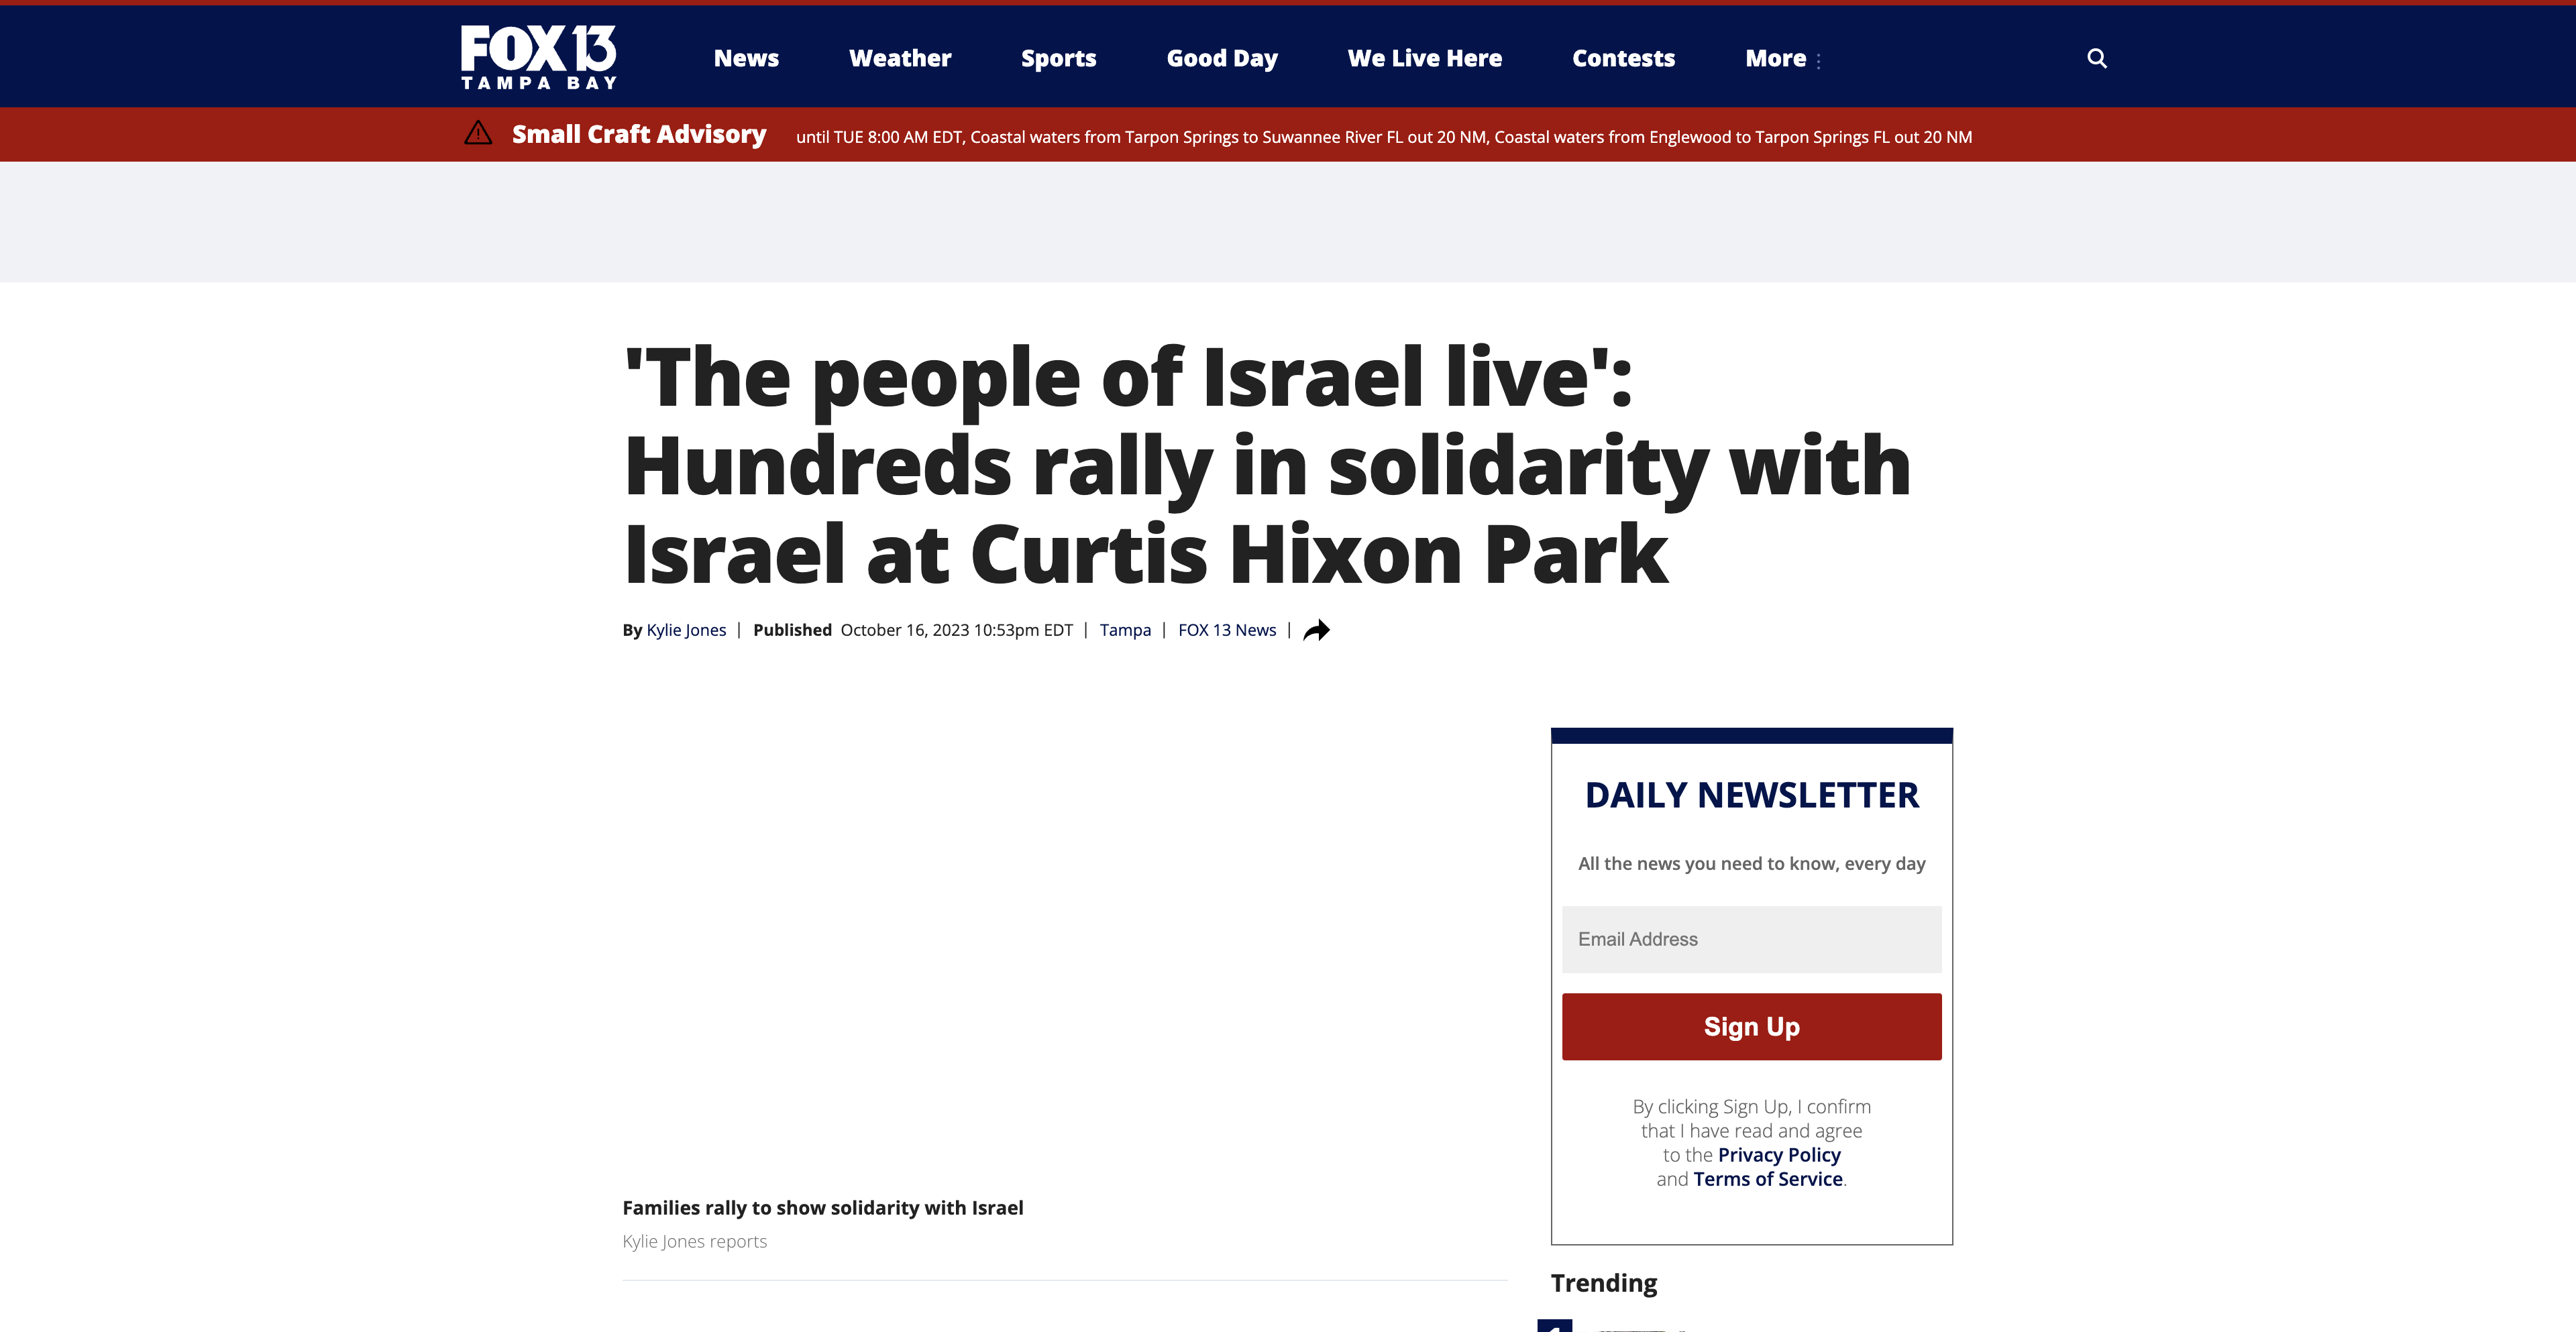 FOX 13
TAMPA BAY
News
Weather
Sports
Good Day
We Live Here
Contests
More
Small Craft Advisory
until TUE 8:00 AM EDT, Coastal waters from Tarpon Springs to Suwannee River FL out 20 NM, Coastal waters from Englewood to Tarpon Springs FL out 20 NM
'The people of Israel live':
Hundreds rally in solidarity with
Israel at Curtis Hixon Park
By Kylie Jones | Published October 16, 2023 10:53pm EDT | Tampa | FOX 13 News |
DAILY NEWSLETTER
All the news you need to know, every day
Email Address
Sign Up
By clicking Sign Up, I confirm
that I have read and agree
to the Privacy Policy
and Terms of Service.
Families rally to show solidarity with Israel
Kylie Jones reports
Trending